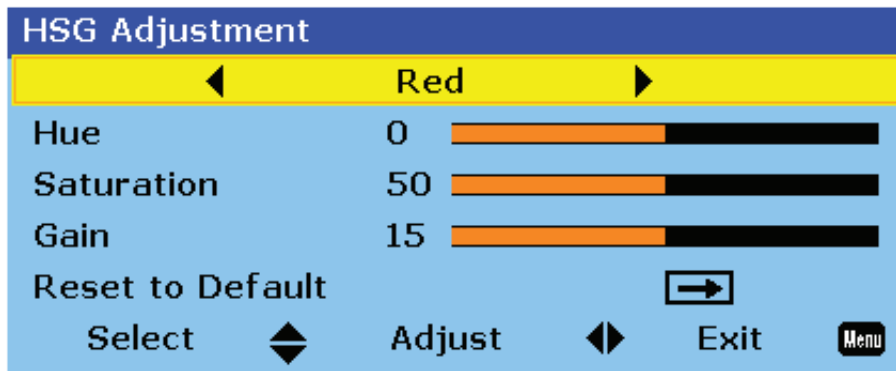 HSG Adjustment
Red
Hue 0
Saturation 50
Gain 15
Reset to Default
Select Adjust Exit Menu